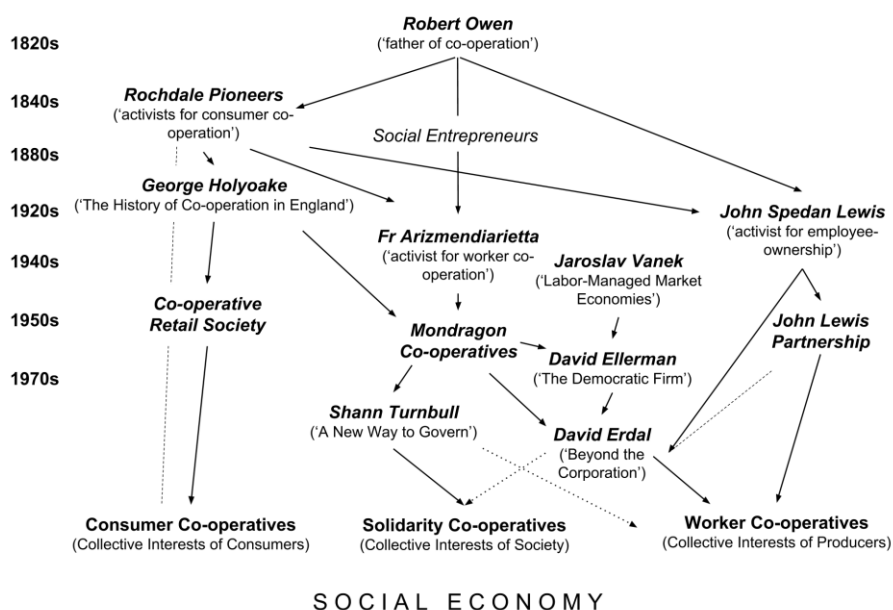 Robert Owen
('father of co-operation')
1820s
1840s
Rochdale Pioneers
('activists for consumer co-
operation')
Social Entrepreneurs
1880s
George Holyoake
('The History of Co-operation in England')
1920s
John Spedan Lewis
('activist for employee-
ownership')
Fr Arizmendiarietta
('activist for worker co-
operation')
1940s
Jaroslav Vanek
('Labor-Managed Market
Economies')
Co-operative
Retail Society
1950s
Mondragon
Co-operatives
John Lewis
Partnership
David Ellerman
('The Democratic Firm')
1970s
Shann Turnbull
('A New Way to Govern')
David Erdal
('Beyond the
Corporation')
Consumer Co-operatives
(Collective Interests of Consumers)
Solidarity Co-operatives
(Collective Interests of Society)
Worker Co-operatives
(Collective Interests of Producers)
SOCIAL ECONOMY